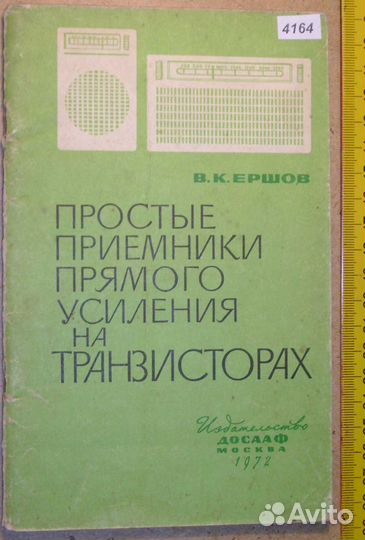 4164
В. К. ЕРШОВ
ПРОСТЫЕ
ПРИЕМНИКИ
ПРЯМОГО
УСИЛЕНИЯ
НА
ТРАНЗИСТОРАХ
Издательство
ДОСААФ
МОСКВА
1972
Avito